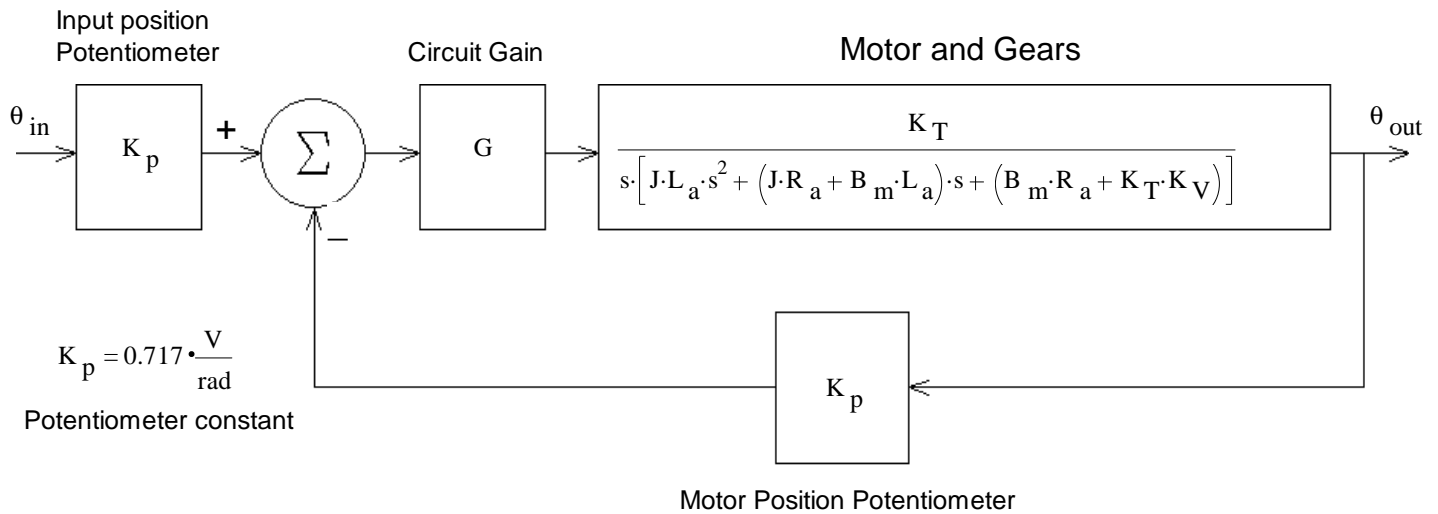 Input position
Potentiometer
Circuit Gain
Motor and Gears
θ in
K p
+
Σ
G
K T
s·[J·L a·s² + (J·R a + B m·L a)·s + (B m·R a + K T·K V)]
θ out
−
K p = 0.717 • V
rad
Potentiometer constant
K p
Motor Position Potentiometer